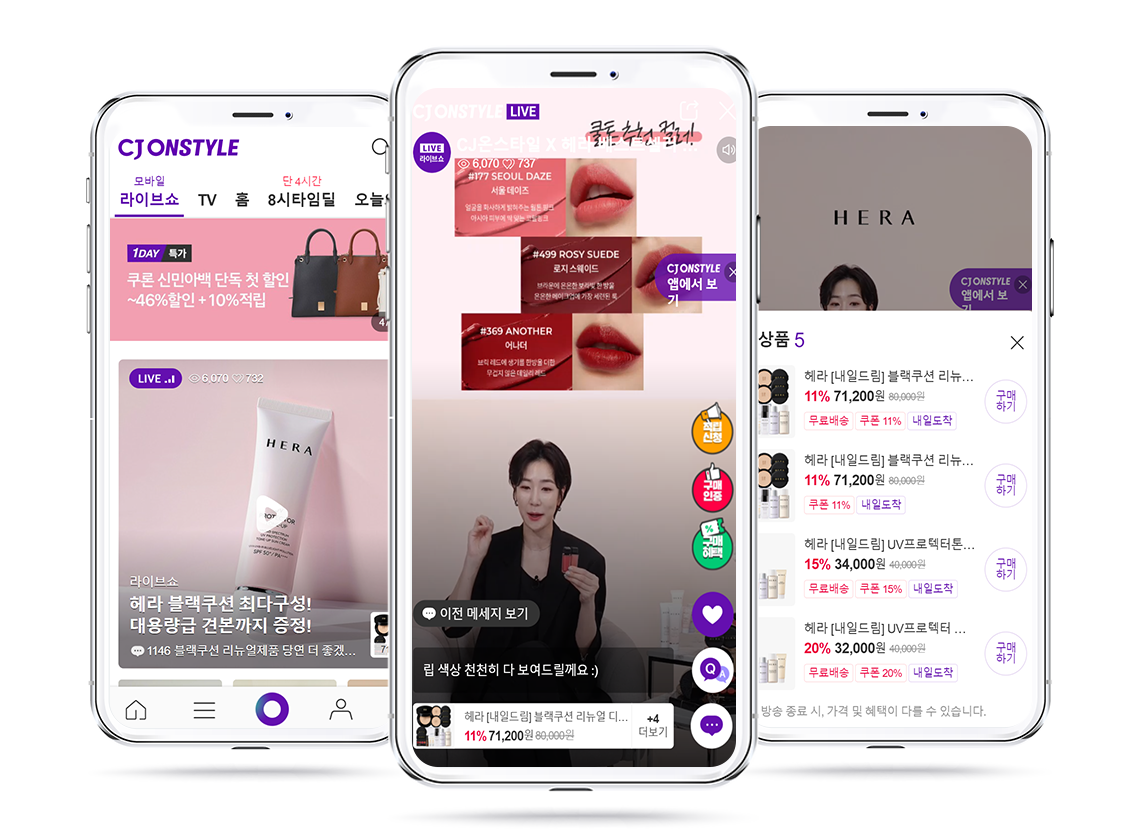 CJ ONSTYLE
모바일
단 4시간
라이브쇼 TV 홈 8시타임딜 오늘
1DAY 특가
쿠론 신민아백 단독 첫 할인
~46%할인 + 10%적립
LIVE 6,070 732
HERA
SPF 50+/PA
라이브쇼
헤라 블랙쿠션 최다구성!
대용량급 견본까지 증정!
1146 블랙쿠션 리뉴얼제품 당연 더 좋겠...
CJ ONSTYLE LIVE
쿨톤 추천 컬러!
LIVE
라이브쇼
CJ온스타일 X 헤라
6,070 737
#177 SEOUL DAZE
서울 데이즈
#499 ROSY SUEDE
로지 스웨이드
CJ ONSTYLE
앱에서 보
기
#369 ANOTHER
어나더
적립
신청
구매
인증
%
구매
혜택
이전 메세지 보기
립 색상 천천히 다 보여드릴께요 :)
Q A
헤라 [내일드림] 블랙쿠션 리뉴얼 디...
11% 71,200원 80,000원
+4
더보기
HERA
CJ ONSTYLE
앱에서 보
기
상품 5
헤라 [내일드림] 블랙쿠션 리뉴...
11% 71,200원 80,000원
무료배송 쿠폰 11% 내일도착
구매
하기
헤라 [내일드림] 블랙쿠션 리뉴...
11% 71,200원 80,000원
쿠폰 11% 내일도착
구매
하기
헤라 [내일드림] UV프로텍터톤...
15% 34,000원 40,000원
무료배송 쿠폰 15% 내일도착
구매
하기
헤라 [내일드림] UV프로텍터 ...
20% 32,000원 40,000원
무료배송 쿠폰 20% 내일도착
구매
하기
방송 종료 시, 가격 및 혜택이 다를 수 있습니다.